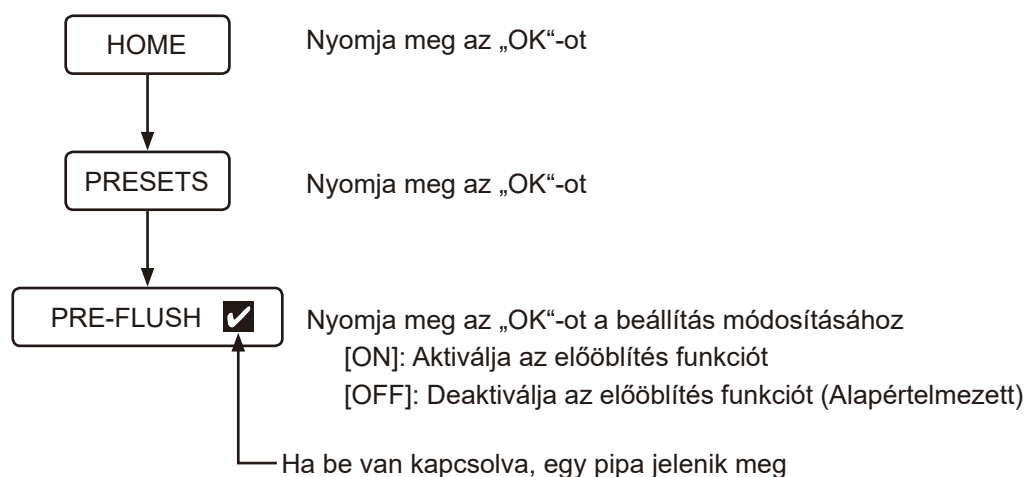 HOME Nyomja meg az „OK“-ot
PRESETS Nyomja meg az „OK“-ot
PRE-FLUSH ✔ Nyomja meg az „OK“-ot a beállítás módosításához
[ON]: Aktiválja az előöblítés funkciót
[OFF]: Deaktiválja az előöblítés funkciót (Alapértelmezett)
Ha be van kapcsolva, egy pipa jelenik meg